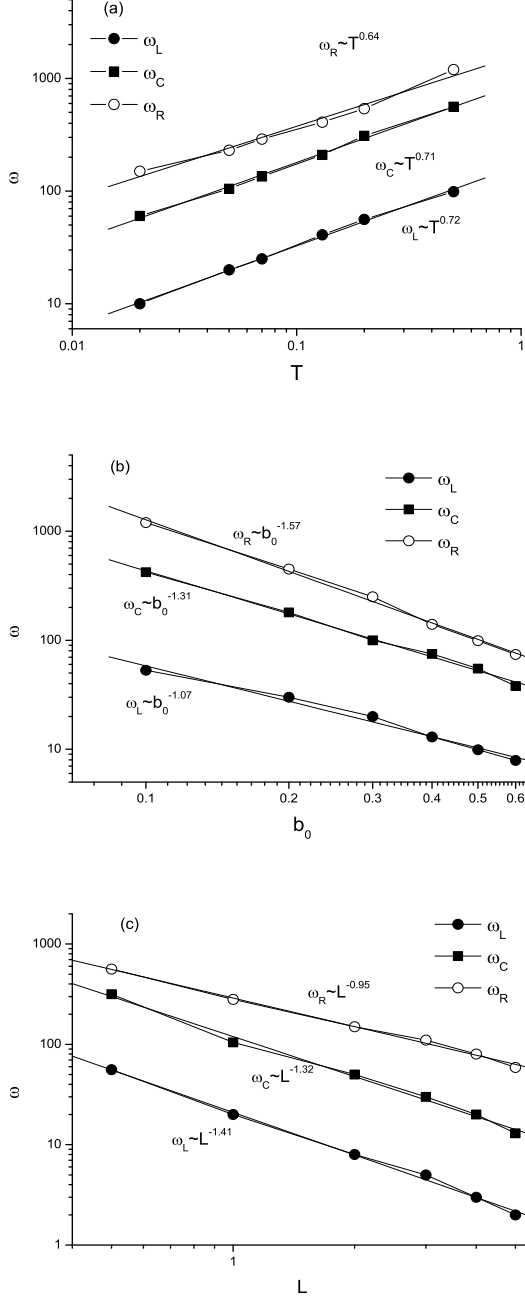 (a)
ω_L
ω_C
ω_R
ω_R~T^0.64
ω_C~T^0.71
ω_L~T^0.72
1000
100
10
ω
0.01
0.1
1
T
(b)
ω_L
ω_C
ω_R
ω_R~b_0^-1.57
ω_C~b_0^-1.31
ω_L~b_0^-1.07
1000
100
10
ω
0.1
0.2
0.3
0.4
0.5
0.6
b_0
(c)
ω_L
ω_C
ω_R
ω_R~L^-0.95
ω_C~L^-1.32
ω_L~L^-1.41
1000
100
10
1
ω
1
L